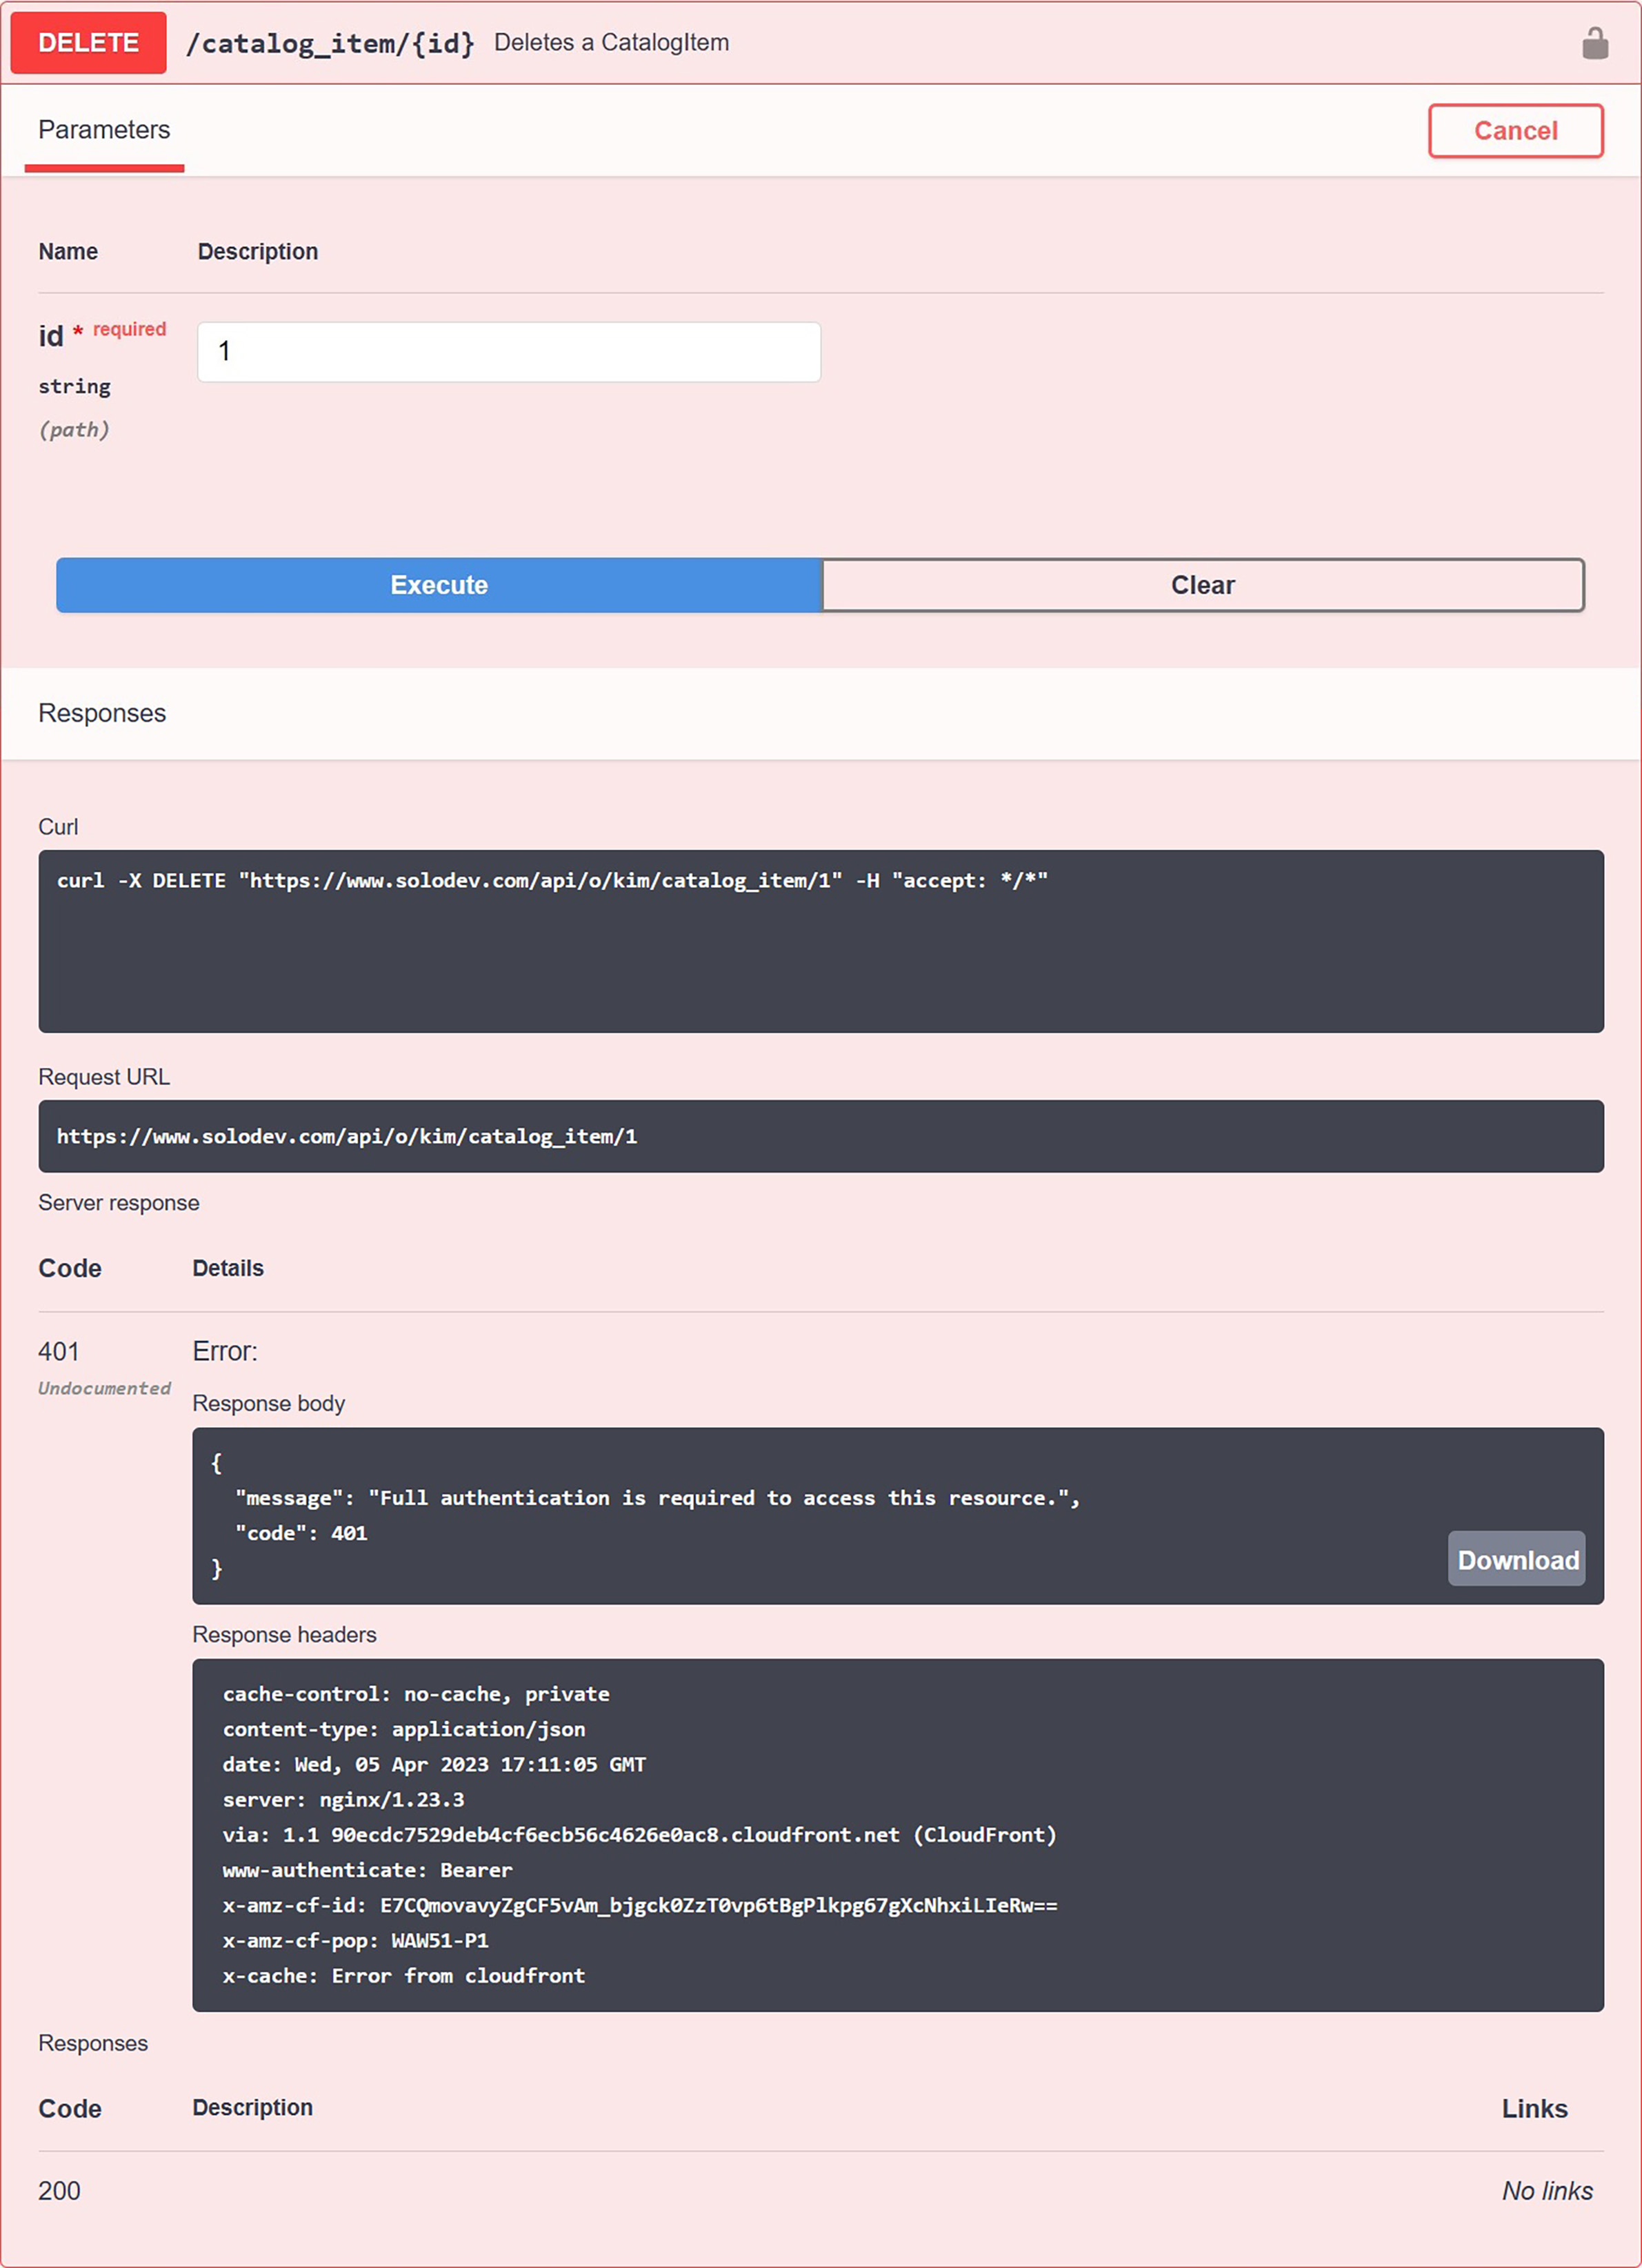 DELETE /catalog_item/{id} Deletes a CatalogItem
Parameters
Cancel
Name Description
id * required
1
string
(path)
Execute Clear
Responses
Curl
curl -X DELETE "https://www.solodev.com/api/o/kim/catalog_item/1" -H "accept: */*"
Request URL
https://www.solodev.com/api/o/kim/catalog_item/1
Server response
Code Details
401 Error:
Undocumented
Response body
{
"message": "Full authentication is required to access this resource.",
"code": 401
}
Download
Response headers
cache-control: no-cache, private
content-type: application/json
date: Wed, 05 Apr 2023 17:11:05 GMT
server: nginx/1.23.3
via: 1.1 90ecdc7529deb4cf6ecb56c4626e0ac8.cloudfront.net (CloudFront)
www-authenticate: Bearer
x-amz-cf-id: E7CQmovavyZgCF5vAm_bjgck0ZzT0vp6tBgPlkpg67gXcNhxiLIeRw==
x-amz-cf-pop: WAW51-P1
x-cache: Error from cloudfront
Responses
Code Description Links
200 No links